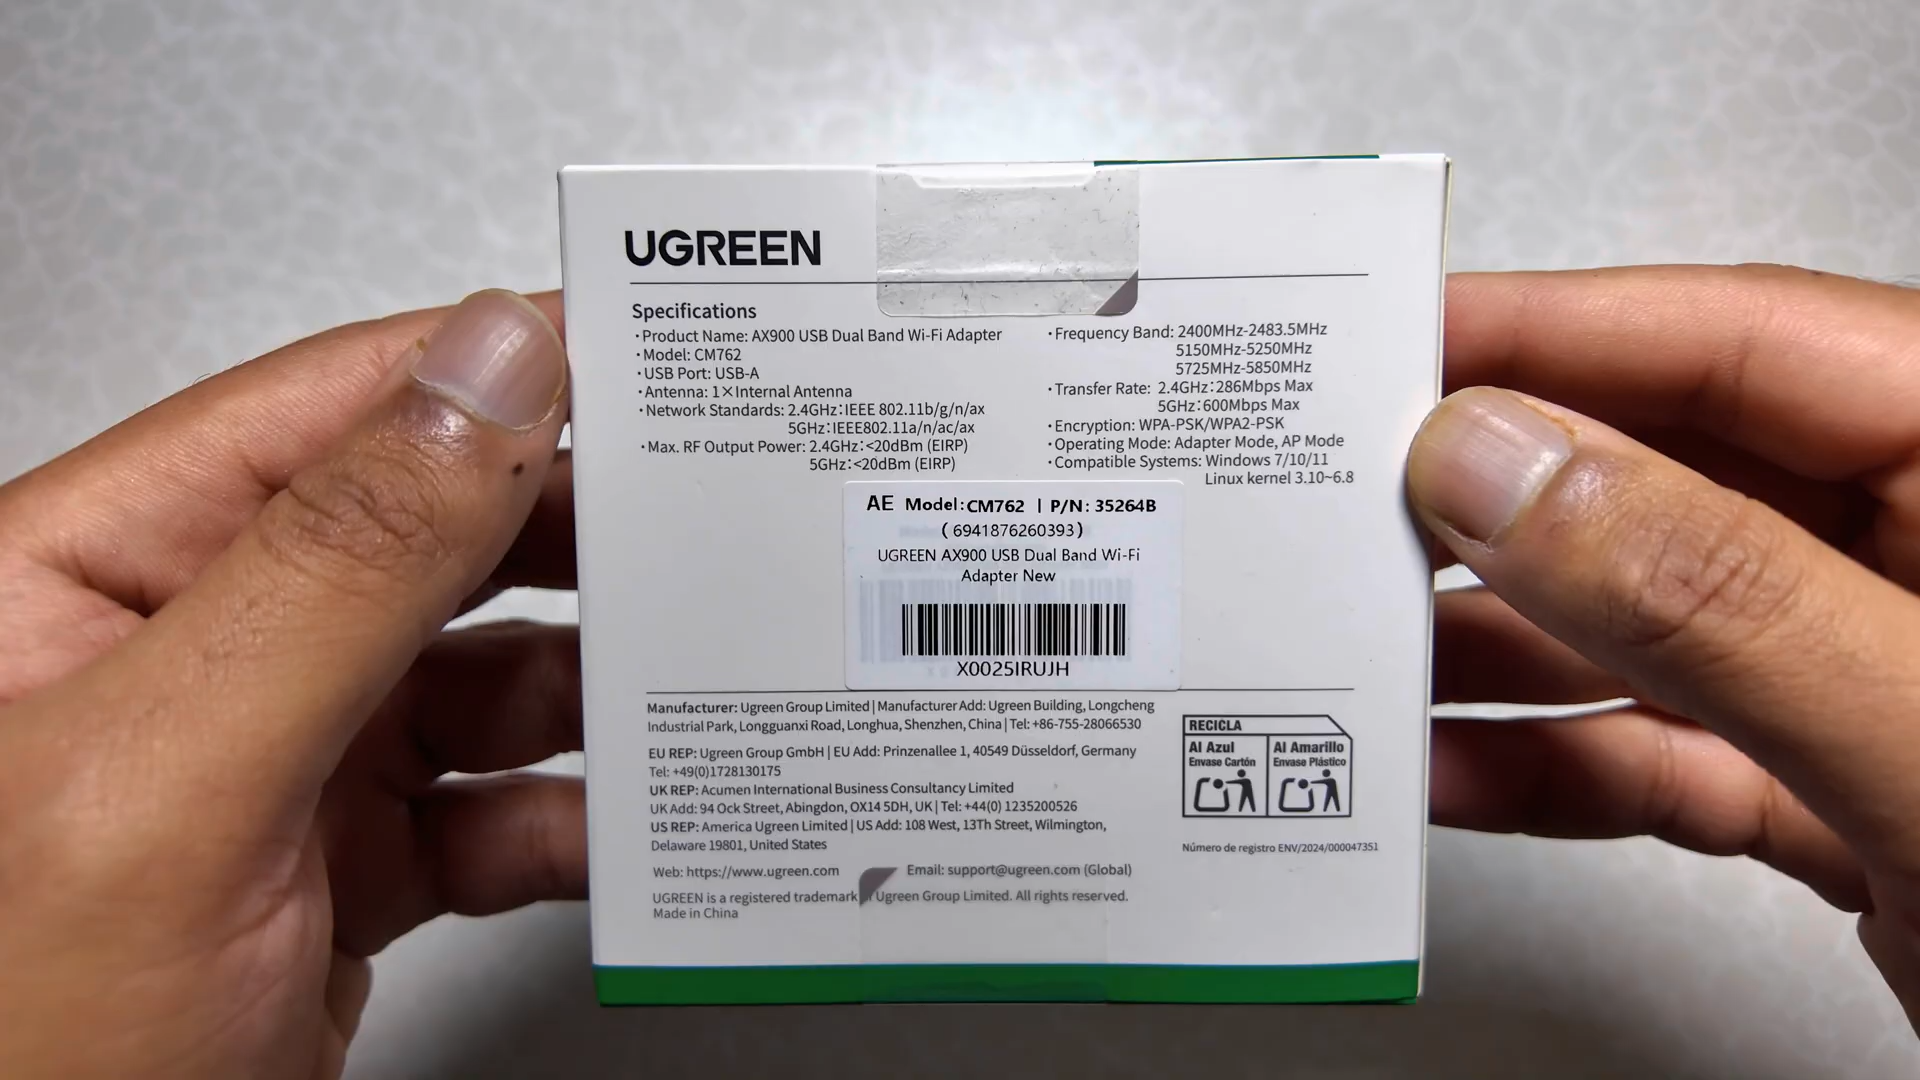 UGREEN
Specifications
·Product Name: AX900 USB Dual Band Wi-Fi Adapter
·Model: CM762
·USB Port: USB-A
·Antenna: 1×Internal Antenna
·Network Standards: 2.4GHz:IEEE 802.11b/g/n/ax
5GHz:IEEE802.11a/n/ac/ax
·Max. RF Output Power: 2.4GHz:<20dBm (EIRP)
5GHz:<20dBm (EIRP)
·Frequency Band: 2400MHz-2483.5MHz
5150MHz-5250MHz
5725MHz-5850MHz
·Transfer Rate: 2.4GHz:286Mbps Max
5GHz:600Mbps Max
·Encryption: WPA-PSK/WPA2-PSK
·Operating Mode: Adapter Mode, AP Mode
·Compatible Systems: Windows 7/10/11
Linux kernel 3.10~6.8
AE Model:CM762 | P/N: 35264B
(6941876260393)
UGREEN AX900 USB Dual Band Wi-Fi
Adapter New
X0025IRUJH
Manufacturer: Ugreen Group Limited | Manufacturer Add: Ugreen Building, Longcheng
Industrial Park, Longguanxi Road, Longhua, Shenzhen, China | Tel: +86-755-28066530
EU REP: Ugreen Group GmbH | EU Add: Prinzenallee 1, 40549 Düsseldorf, Germany
Tel: +49(0)1728130175
UK REP: Acumen International Business Consultancy Limited
UK Add: 94 Ock Street, Abingdon, OX14 5DH, UK | Tel: +44(0) 1235200526
US REP: America Ugreen Limited | US Add: 108 West, 13Th Street, Wilmington,
Delaware 19801, United States
Web: https://www.ugreen.com Email: support@ugreen.com (Global)
UGREEN is a registered trademark Ugreen Group Limited. All rights reserved.
Made in China
RECICLA
Al Azul
Envase Cartón
Al Amarillo
Envase Plástico
Número de registro ENV/2024/000047351